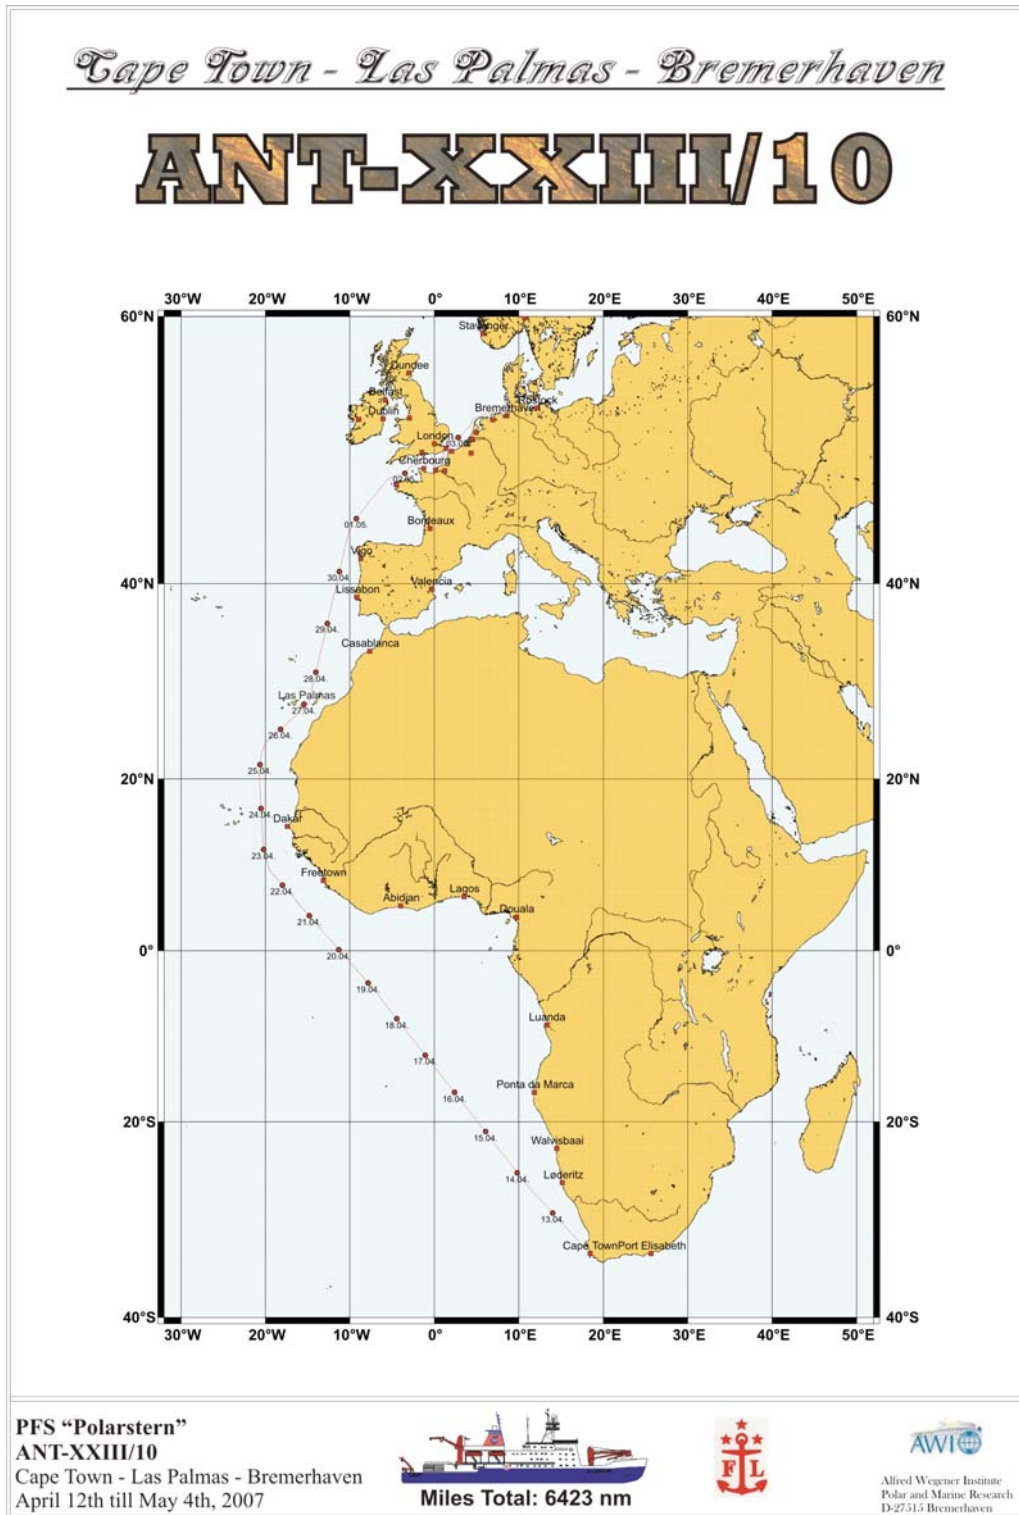 Cape Town - Las Palmas - Bremerhaven
ANT-XXIII/10
30°W 20°W 10°W 0° 10°E 20°E 30°E 40°E 50°E
60°N 60°N
Stavanger
Dundee
Belfast
Dublin
Rostock
Bremerhaven
London
03.05.
Cherbourg
02.05.
01.05.
Bordeaux
Vigo
30.04.
40°N 40°N
Valencia
Lissabon
29.04.
Casablanca
28.04.
Las Palmas
27.04.
26.04.
25.04.
20°N 20°N
24.04.
Dakar
23.04.
Freetown
22.04.
Abidjan
Lagos
Douala
21.04.
0° 0°
20.04.
19.04.
18.04.
Luanda
17.04.
Ponta da Marca
16.04.
20°S 20°S
15.04.
Walvisbaai
14.04.
Løderitz
13.04.
Cape Town Port Elisabeth
40°S 40°S
30°W 20°W 10°W 0° 10°E 20°E 30°E 40°E 50°E
PFS “Polarstern”
ANT-XXIII/10
Cape Town - Las Palmas - Bremerhaven
April 12th till May 4th, 2007
Miles Total: 6423 nm
F L
AWI
Alfred Wegener Institute
Polar and Marine Research
D-27515 Bremerhaven